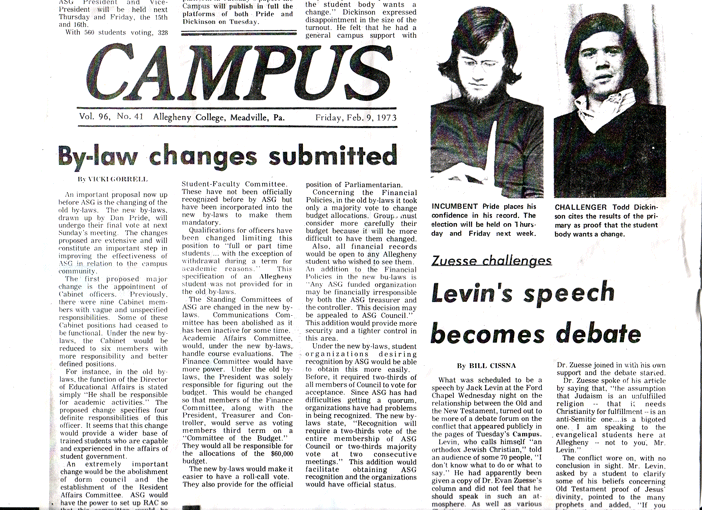 ASG President and Vice-
President will be held next
Thursday and Friday, the 15th
and 16th.
With 560 students voting, 328
Campus will publish in full the
platforms of both Pride and
Dickinson on Tuesday.
the student body wants a
change." Dickinson expressed
disappointment in the size of the
turnout. He felt that he had a
general campus support with
CAMPUS
Vol. 96, No. 41 Allegheny College, Meadville, Pa. Friday, Feb. 9, 1973
By-law changes submitted
By VICKI GORRELL
An important proposal now up
before ASG is the changing of the
old by-laws. The new by-laws,
drawn up by Dan Pride, will
undergo their final vote at next
Sunday's meeting. The changes
proposed are extensive and will
constitute an important step in
improving the effectiveness of
ASG in relation to the campus
community.
The first proposed major
change is the appointment of
Cabinet officers. Previously,
there were nine Cabinet mem-
bers with vague and unspecified
responsibilities. Some of these
Cabinet positions had ceased to
be functional. Under the new by-
laws, the Cabinet would be
reduced to six members with
more responsibility and better
defined positions.
For instance, in the old by-
laws, the function of the Director
of Educational Affairs is stated
simply "He shall be responsible
for academic activities." The
proposed change specifies four
definite responsibilities of this
officer. It seems that this change
would provide a wider base of
trained students who are capable
and experienced in the affairs of
student government.
An extremely important
change would be the abolishment
of dorm council and the
establishment of the Resident
Affairs Committee. ASG would
have the power to set up RAC so
that this committee would be
Student-Faculty Committee.
These have not been officially
recognized before by ASG but
have been incorporated into the
new by-laws to make them
mandatory.
Qualifications for officers have
been changed limiting this
position to "full or part time
students ... with the exception of
withdrawal during a term for
academic reasons." This
specification of an Allegheny
student was not provided for in
the old by-laws.
The Standing Committees of
ASG are changed in the new by-
laws. Communications Com-
mittee has been abolished as it
has been inactive for some time.
Academic Affairs Committee,
would, under the new by-laws,
handle course evaluations. The
Finance Committee would have
more power. Under the old by-
laws, the President was solely
responsible for figuring out the
budget. This would be changed
so that members of the Finance
Committee, along with the
President, Treasurer and Con-
troller, would serve as voting
members third term on a
"Committee of the Budget."
They would all be responsible for
the allocations of the $60,000
budget.
The new by-laws would make it
easier to have a roll-call vote.
They also provide for the official
position of Parliamentarian.
Concerning the Financial
Policies, in the old by-laws it took
only a majority vote to change
budget allocations. Groups must
consider more carefully their
budget because it will be more
difficult to have them changed.
Also, all financial records
would be open to any Allegheny
student who wished to see them.
An addition to the Financial
Policies in the new bu-laws is
"Any ASG funded organization
may be financially irresponsible
by both the ASG treasurer and
the controller. This decision may
be appealed to ASG Council."
This addition would provide more
security and a tighter control in
this area.
Under the new by-laws, student
organizations desiring
recognition by ASG would be able
to obtain this more easily.
Before, it required two-thirds of
all members of Council to vote for
acceptance. Since ASG has had
difficulties getting a quorum,
organizations have had problems
in being recognized. The new by-
laws state, "Recognition will
require a two-thirds vote of the
entire membership of ASG
Council or two-thirds majority
vote at two consecutive
meetings." This addition would
facilitate obtaining ASG
recognition and the organizations
would have official status.
INCUMBENT Pride places his
confidence in his record. The
election will be held on Thurs-
day and Friday next week.
CHALLENGER Todd Dickin-
son cites the results of the pri-
mary as proof that the student
body wants a change.
Zuesse challenges
Levin's speech
becomes debate
By BILL CISSNA
What was scheduled to be a
speech by Jack Levin at the Ford
Chapel Wednesday night on the
relationship between the Old and
the New Testament, turned out to
be more of a debate forum on the
conflict that appeared publicly in
the pages of Tuesday's Campus.
Levin, who calls himself "an
orthodox Jewish Christian," told
an audience of some 70 people, "I
don't know what to do or what to
say." He had apparently been
given a copy of Dr. Evan Zuesse's
column and did not feel that he
should speak in such an at-
mosphere. As well as various
Dr. Zuesse joined in with his own
support and the debate started.
Dr. Zuesse spoke of his article
by saying that, "the assumption
that Judaism is an unfulfilled
religion -- that it needs
Christianity for fulfillment -- is an
anti-Semitic one...is a bigoted
one. I am speaking to the
evangelical students here at
Allegheny -- not to you, Mr.
Levin."
The conflict wore on, with no
conclusion in sight. Mr. Levin,
asked by a student to clarify
some of his beliefs concerning
Old Testament proof of Jesus'
divinity, pointed to the many
prophets and added, "If you